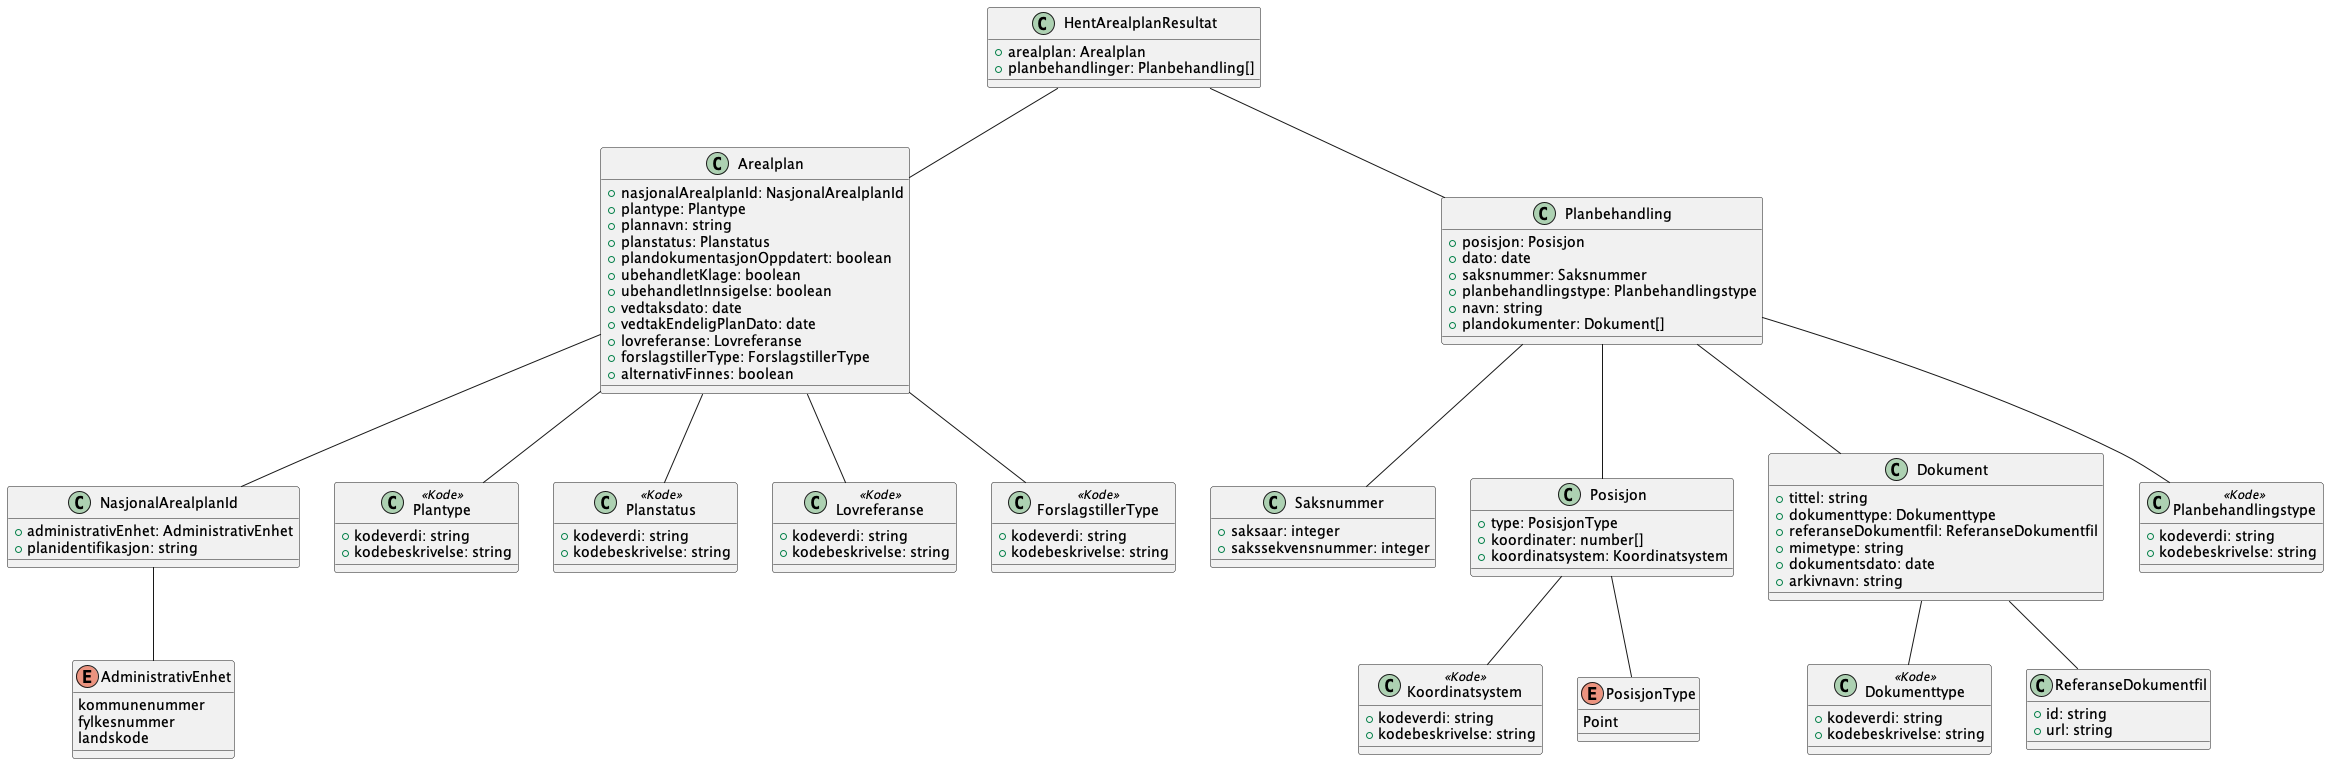 C HentArealplanResultat
arealplan: Arealplan
planbehandlinger: Planbehandling[]
C Arealplan
nasjonalArealplanId: NasjonalArealplanId
plantype: Plantype
plannavn: string
planstatus: Planstatus
plandokumentasjonOppdatert: boolean
ubehandletKlage: boolean
ubehandletInnsigelse: boolean
vedtaksdato: date
vedtakEndeligPlanDato: date
lovreferanse: Lovreferanse
forslagstillerType: ForslagstillerType
alternativFinnes: boolean
C Planbehandling
posisjon: Posisjon
dato: date
saksnummer: Saksnummer
planbehandlingstype: Planbehandlingstype
navn: string
plandokumenter: Dokument[]
C NasjonalArealplanId
administrativEnhet: AdministrativEnhet
planidentifikasjon: string
C «Kode»
Plantype
kodeverdi: string
kodebeskrivelse: string
C «Kode»
Planstatus
kodeverdi: string
kodebeskrivelse: string
C «Kode»
Lovreferanse
kodeverdi: string
kodebeskrivelse: string
C «Kode»
ForslagstillerType
kodeverdi: string
kodebeskrivelse: string
C Saksnummer
saksaar: integer
sakssekvensnummer: integer
C Posisjon
type: PosisjonType
koordinater: number[]
koordinatsystem: Koordinatsystem
C Dokument
tittel: string
dokumenttype: Dokumenttype
referanseDokumentfil: ReferanseDokumentfil
mimetype: string
dokumentsdato: date
arkivnavn: string
C «Kode»
Planbehandlingstype
kodeverdi: string
kodebeskrivelse: string
E AdministrativEnhet
kommunenummer
fylkesnummer
landskode
C «Kode»
Koordinatsystem
kodeverdi: string
kodebeskrivelse: string
E PosisjonType
Point
C «Kode»
Dokumenttype
kodeverdi: string
kodebeskrivelse: string
C ReferanseDokumentfil
id: string
url: string